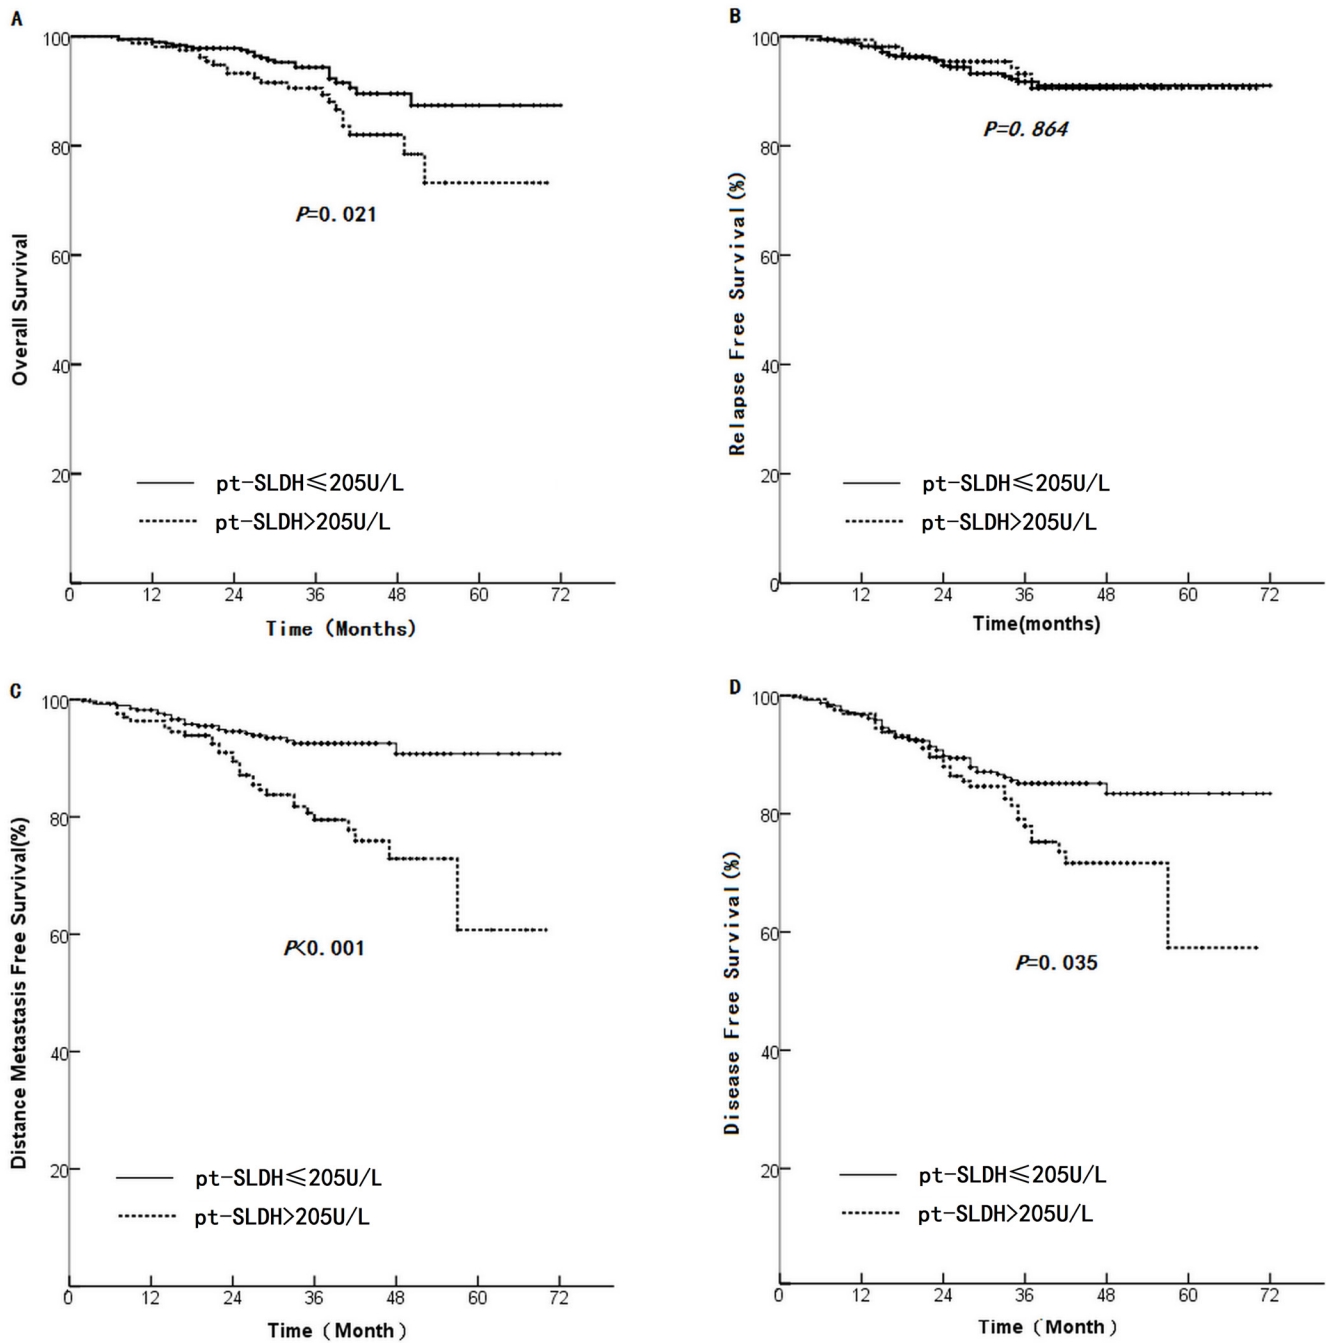 A
100
80
60
40
20
0 12 24 36 48 60 72
Overall Survival
Time (Months)
P=0.021
pt-SLDH≤205U/L
pt-SLDH>205U/L
B
100
80
60
40
20
0
12 24 36 48 60 72
Relapse Free Survival(%)
Time(months)
P=0.864
pt-SLDH≤205U/L
pt-SLDH>205U/L
C
100
80
60
40
20
0 12 24 36 48 60 72
Distance Metastasis Free Survival(%)
Time (Month)
P<0.001
pt-SLDH≤205U/L
pt-SLDH>205U/L
D
100
80
60
40
20
0 12 24 36 48 60 72
Disease Free Survival(%)
Time (Month)
P=0.035
pt-SLDH≤205U/L
pt-SLDH>205U/L